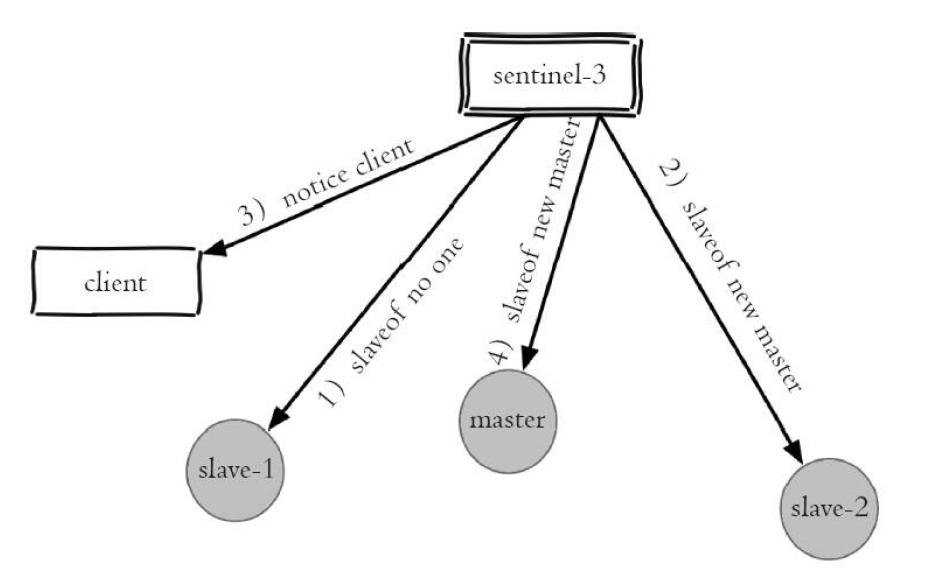 sentinel-3
3) notice client
client
1) slaveof no one
4) slaveof new master
2) slaveof new master
slave-1
master
slave-2